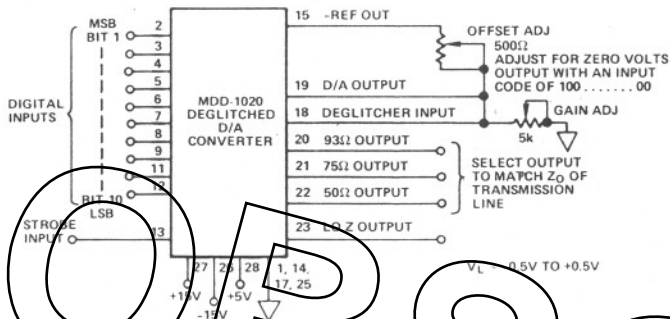 MSB
BIT 1
2
3
4
5
6
7
8
9
11
12
BIT 10
LSB
DIGITAL
INPUTS
STROBE
INPUT
13
MDD-1020
DEGLITCHED
D/A
CONVERTER
27
28
1, 14,
17, 25
+15V
-15V
+5V
15 -REF OUT
19 D/A OUTPUT
18 DEGLITCHER INPUT
20 93Ω OUTPUT
21 75Ω OUTPUT
22 50Ω OUTPUT
23 LO Z OUTPUT
OFFSET ADJ
500Ω
ADJUST FOR ZERO VOLTS
OUTPUT WITH AN INPUT
CODE OF 100 . . . . . . . 00
GAIN ADJ
5k
SELECT OUTPUT
TO MATCH Z₀ OF
TRANSMISSION
LINE
V_L 0.5V TO +0.5V